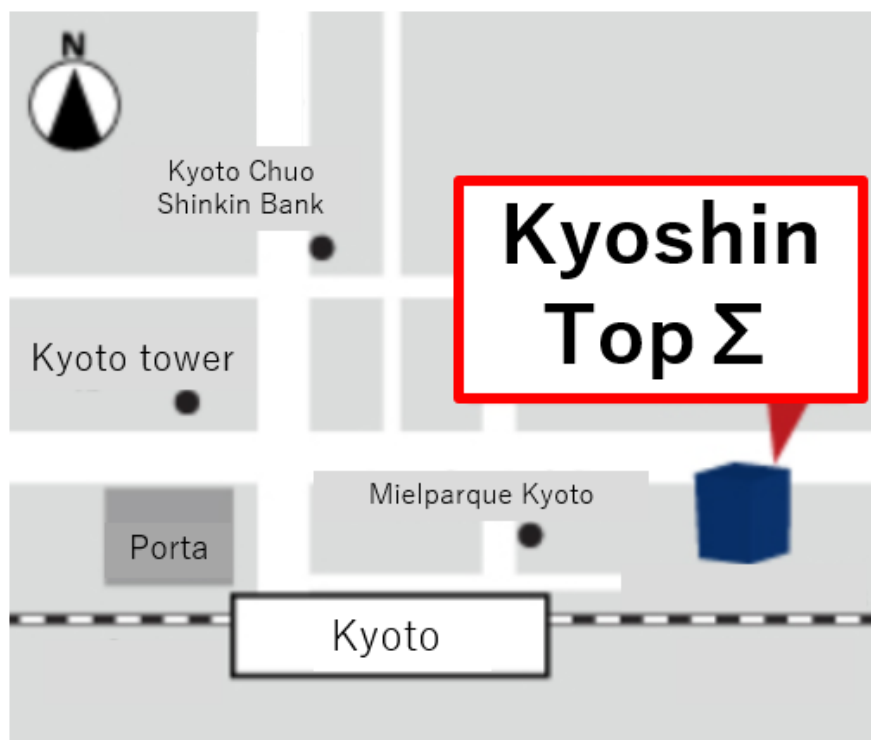 N
Kyoto Chuo
Shinkin Bank
Kyoshin
Top Σ
Kyoto tower
Mielparque Kyoto
Porta
Kyoto